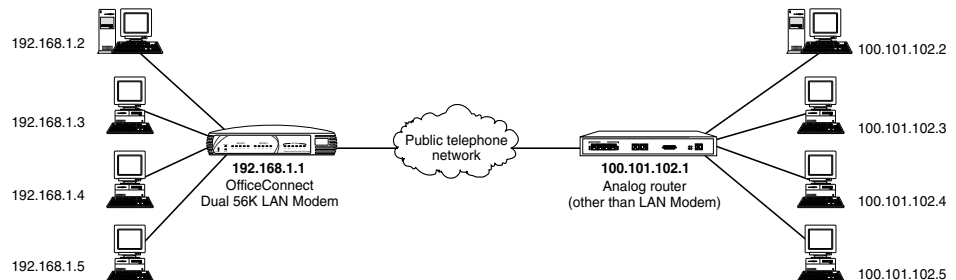 192.168.1.2
192.168.1.3
192.168.1.4
192.168.1.5
192.168.1.1
OfficeConnect
Dual 56K LAN Modem
Public telephone
network
100.101.102.1
Analog router
(other than LAN Modem)
100.101.102.2
100.101.102.3
100.101.102.4
100.101.102.5